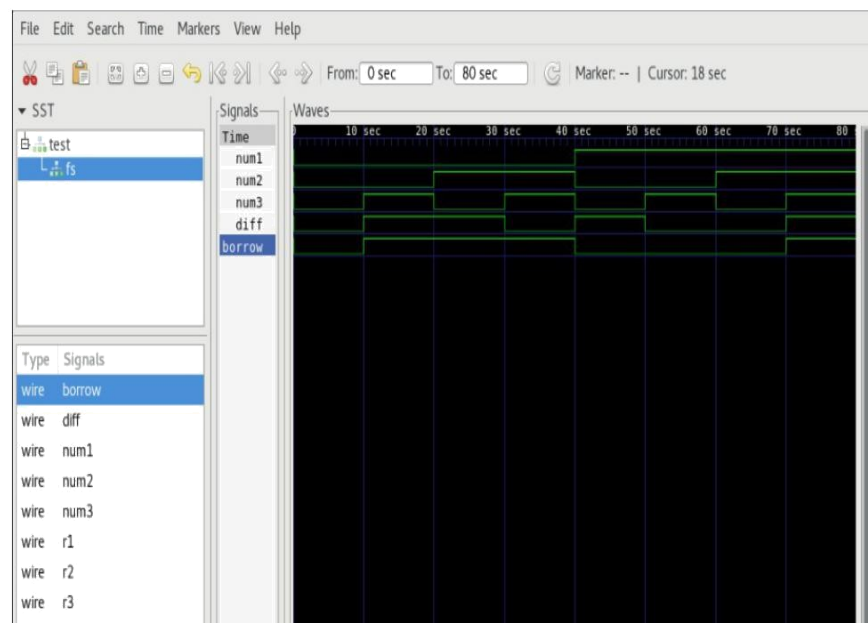 File Edit Search Time Markers View Help
From: 0 sec To: 80 sec Marker: -- | Cursor: 18 sec
SST
test
fs
Type Signals
wire borrow
wire diff
wire num1
wire num2
wire num3
wire r1
wire r2
wire r3
Signals
Time
num1
num2
num3
diff
borrow
Waves
0 10 sec 20 sec 30 sec 40 sec 50 sec 60 sec 70 sec 80